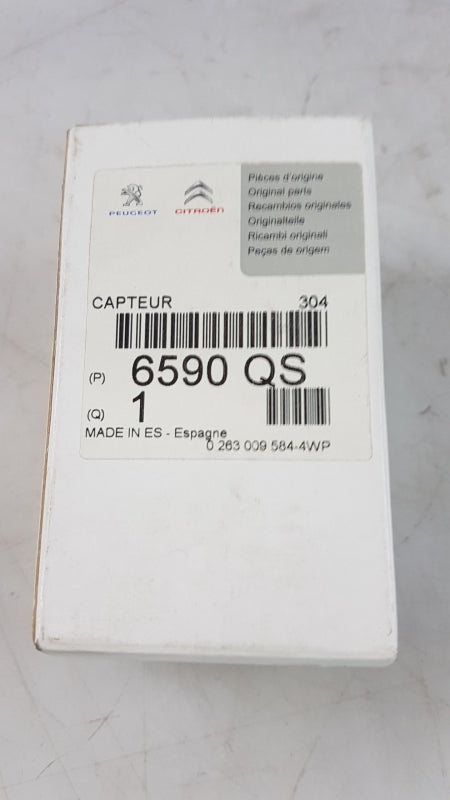 PEUGEOT CITROËN
Pièces d'origine
Original parts
Recambios originales
Originalteile
Ricambi originali
Peças de origem
CAPTEUR 304
(P) 6590 QS
(Q) 1
MADE IN ES - Espagne
0 263 009 584-4WP